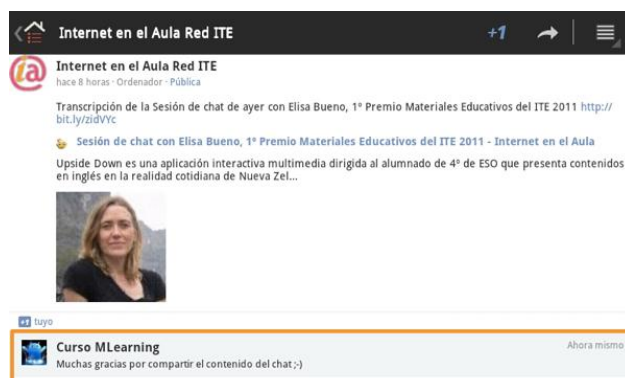 Internet en el Aula Red ITE
+1
ia
Internet en el Aula Red ITE
hace 8 horas · Ordenador · Pública
Transcripción de la Sesión de chat de ayer con Elisa Bueno, 1º Premio Materiales Educativos del ITE 2011 http://
bit.ly/zidVYc
Sesión de chat con Elisa Bueno, 1º Premio Materiales Educativos del ITE 2011 - Internet en el Aula
Upside Down es una aplicación interactiva multimedia dirigida al alumnado de 4º de ESO que presenta contenidos
en inglés en la realidad cotidiana de Nueva Zel...
+1 tuyo
Curso MLearning
Ahora mismo
Muchas gracias por compartir el contenido del chat ;-)